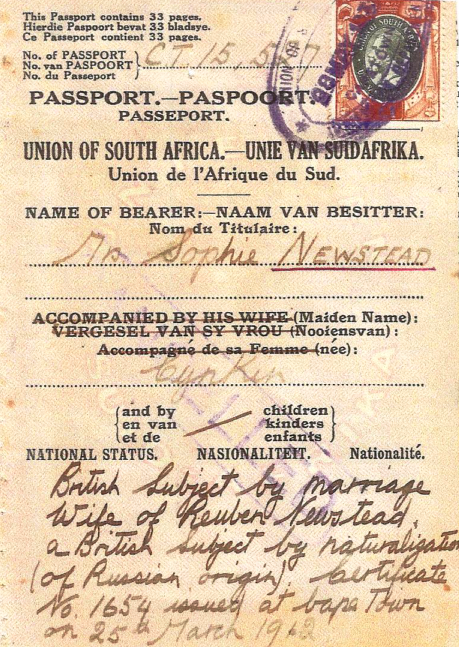 This Passport contains 33 pages.
Hierdie Paspoort bevat 33 bladsye.
Ce Passeport contient 33 pages.
No. of PASSPORT
No. van PASPOORT
No. du Passeport
PASSPORT.—PASPOORT.
PASSEPORT.
UNION OF SOUTH AFRICA.—UNIE VAN SUIDAFRIKA.
Union de l'Afrique du Sud.
NAME OF BEARER:—NAAM VAN BESITTER:
Nom du Titulaire:
Mrs Sophie NEWSTEAD
ACCOMPANIED BY HIS WIFE (Maiden Name):
VERGESEL VAN SY VROU (Nooiensvan):
Accompagné de sa Femme (née):
Cynkin
and by children
en van kinders
et de enfants
NATIONAL STATUS. NASIONALITEIT. Nationalité.
British Subject by marriage
Wife of Reuben Newstead,
a British subject by naturalization
(of Russian origin). Certificate
No. 1654 issued at Cape Town
on 25th March 1912